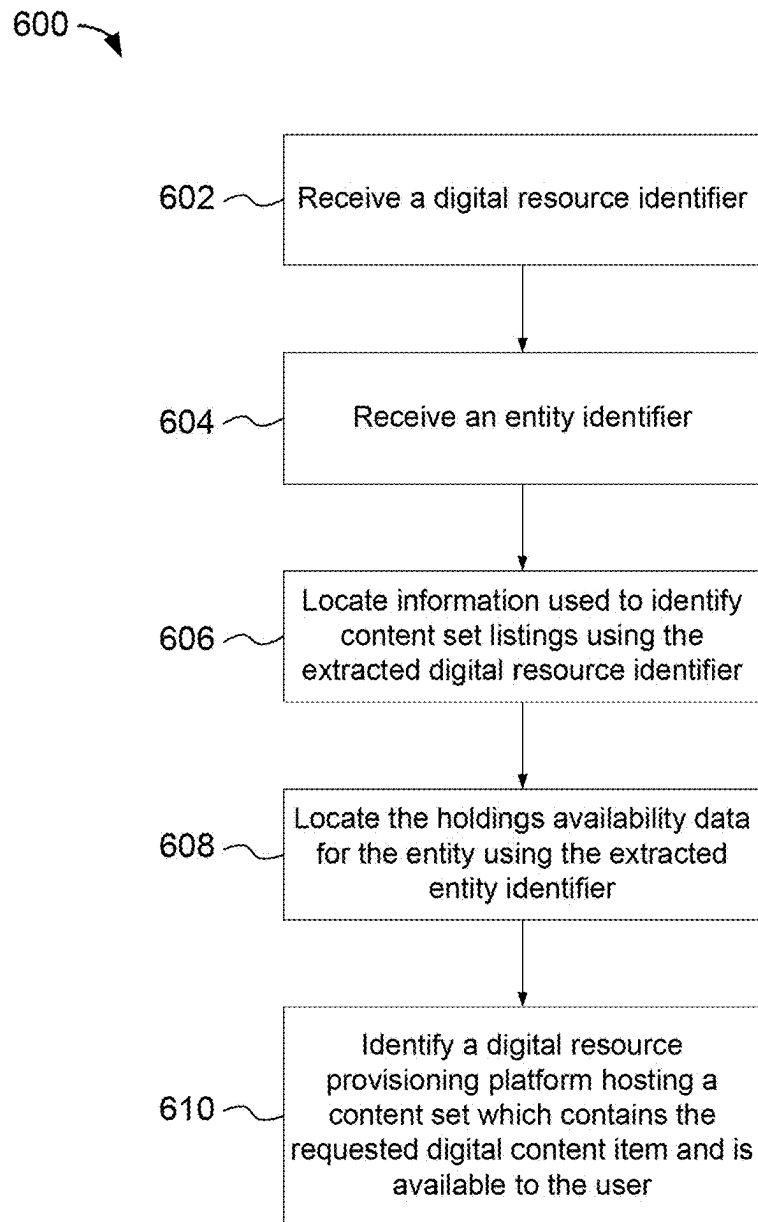 600
602
Receive a digital resource identifier
604
Receive an entity identifier
606
Locate information used to identify
content set listings using the
extracted digital resource identifier
608
Locate the holdings availability data
for the entity using the extracted
entity identifier
610
Identify a digital resource
provisioning platform hosting a
content set which contains the
requested digital content item and is
available to the user